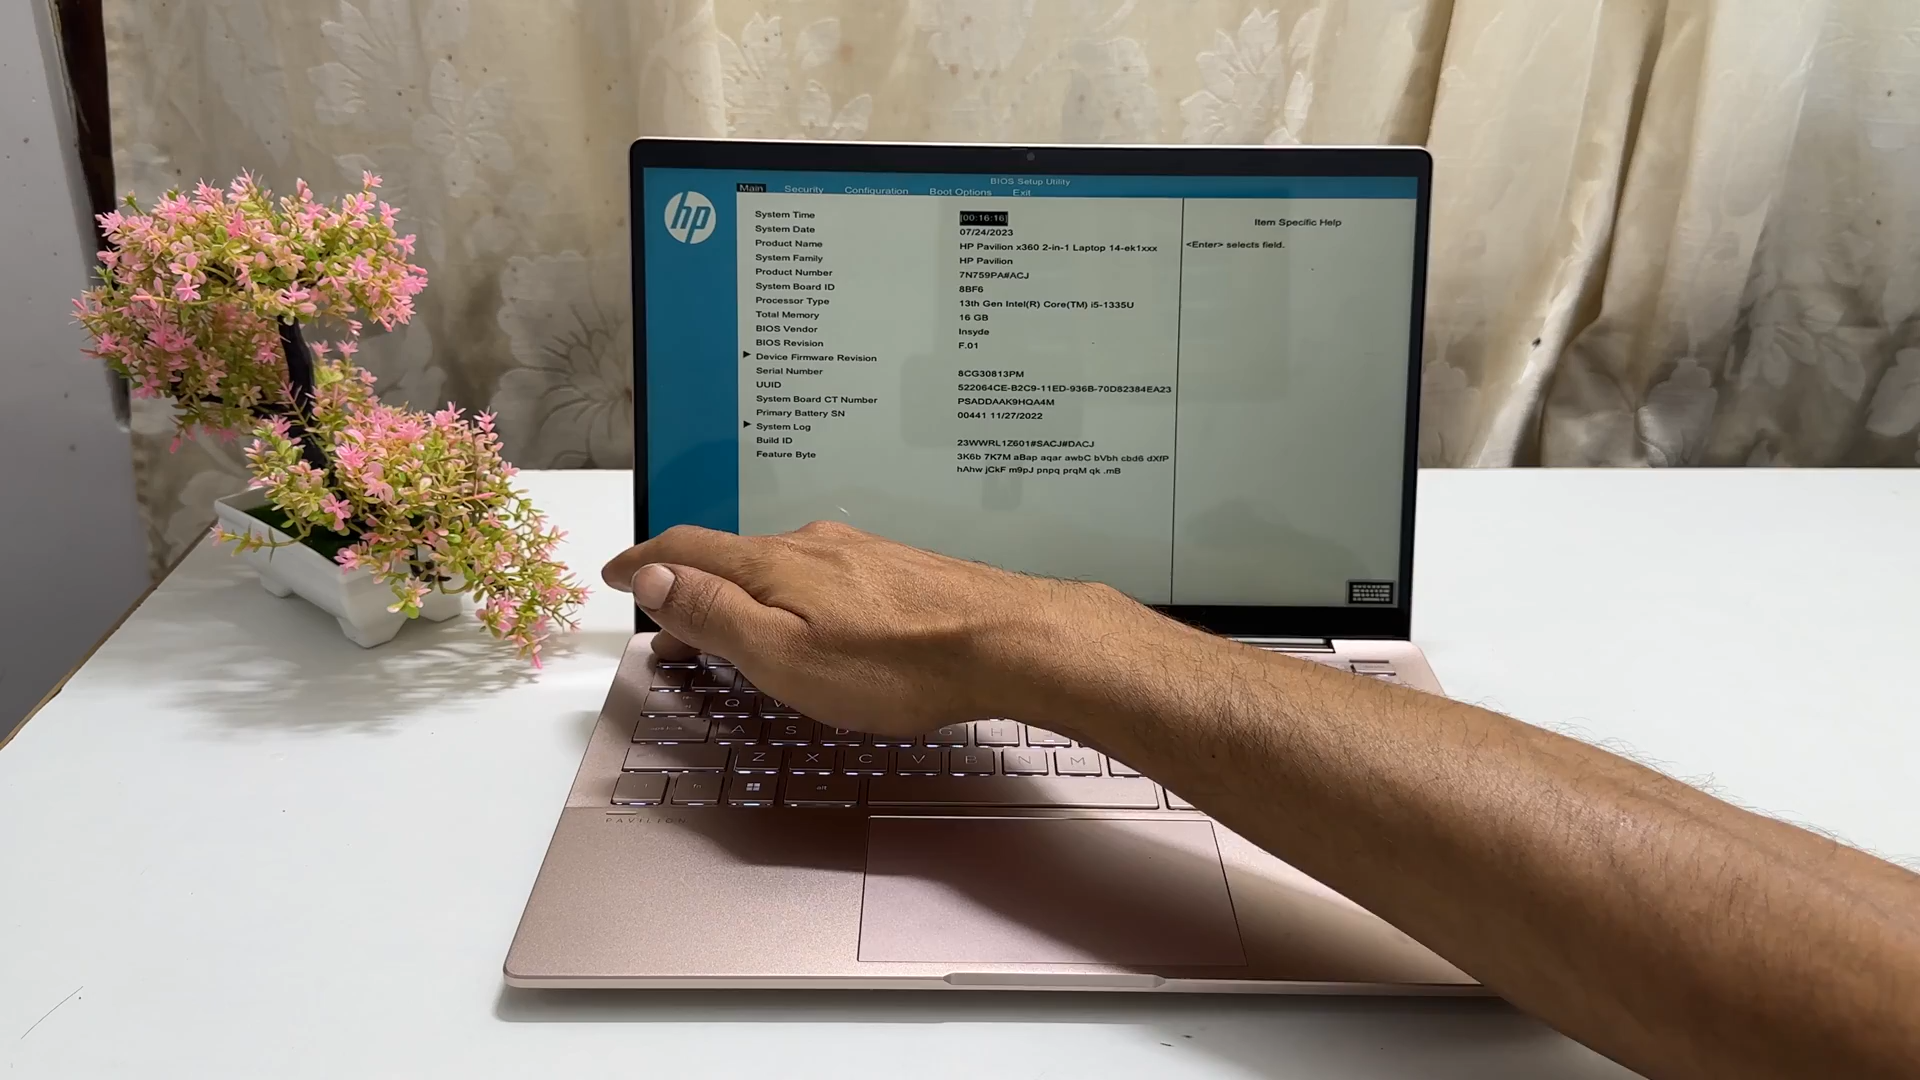 BIOS Setup Utility
Main Security Configuration Boot Options Exit
hp
System Time [00:16:16]
System Date 07/24/2023
Product Name HP Pavilion x360 2-in-1 Laptop 14-ek1xxx
System Family HP Pavilion
Product Number 7N759PA#ACJ
System Board ID 8BF6
Processor Type 13th Gen Intel(R) Core(TM) i5-1335U
Total Memory 16 GB
BIOS Vendor Insyde
BIOS Revision F.01
Device Firmware Revision
Serial Number 8CG30813PM
UUID 522064CE-B2C9-11ED-936B-70D82384EA23
System Board CT Number PSADDAAK9HQA4M
Primary Battery SN 00441 11/27/2022
System Log
Build ID 23WWRL1Z601#SACJ#DACJ
Feature Byte 3K6b 7K7M aBap aqar awbC bVbh cbd6 dXfP
hAhw jCkF m9pJ pnpq prqM qk .mB
Item Specific Help
<Enter> selects field.
Q W
A S D G H
Z X C V B N M
fn alt
PAVILION